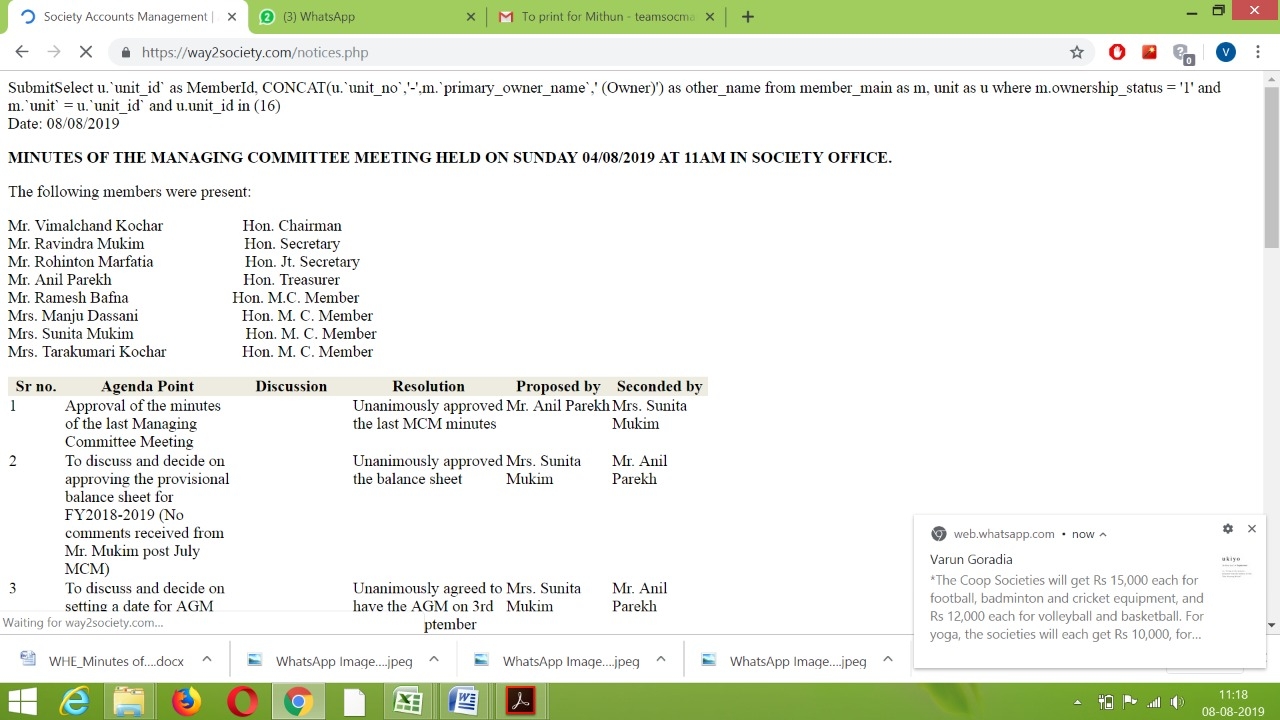 Society Accounts Management |
(3) WhatsApp
To print for Mithun - teamsocma
https://way2society.com/notices.php
0
V
SubmitSelect u.`unit_id` as MemberId, CONCAT(u.`unit_no`,'-',m.`primary_owner_name`,' (Owner)') as other_name from member_main as m, unit as u where m.ownership_status = '1' and
m.`unit` = u.`unit_id` and u.unit_id in (16)
Date: 08/08/2019
MINUTES OF THE MANAGING COMMITTEE MEETING HELD ON SUNDAY 04/08/2019 AT 11AM IN SOCIETY OFFICE.
The following members were present:
Mr. Vimalchand Kochar Hon. Chairman
Mr. Ravindra Mukim Hon. Secretary
Mr. Rohinton Marfatia Hon. Jt. Secretary
Mr. Anil Parekh Hon. Treasurer
Mr. Ramesh Bafna Hon. M.C. Member
Mrs. Manju Dassani Hon. M. C. Member
Mrs. Sunita Mukim Hon. M. C. Member
Mrs. Tarakumari Kochar Hon. M. C. Member
Sr no. Agenda Point Discussion Resolution Proposed by Seconded by
1 Approval of the minutes Unanimously approved Mr. Anil Parekh Mrs. Sunita
of the last Managing the last MCM minutes Mukim
Committee Meeting
2 To discuss and decide on Unanimously approved Mrs. Sunita Mr. Anil
approving the provisional the balance sheet Mukim Parekh
balance sheet for
FY2018-2019 (No
comments received from
Mr. Mukim post July
MCM)
3 To discuss and decide on Unanimously agreed to Mrs. Sunita Mr. Anil
setting a date for AGM have the AGM on 3rd Mukim Parekh
ptember
Waiting for way2society.com...
web.whatsapp.com • now
Varun Goradia
ukiyo
*The Top Societies will get Rs 15,000 each for
football, badminton and cricket equipment, and
Rs 12,000 each for volleyball and basketball. For
yoga, the societies will each get Rs 10,000, for...
WHE_Minutes of....docx
WhatsApp Image....jpeg
WhatsApp Image....jpeg
WhatsApp Image....jpeg
11:18
08-08-2019